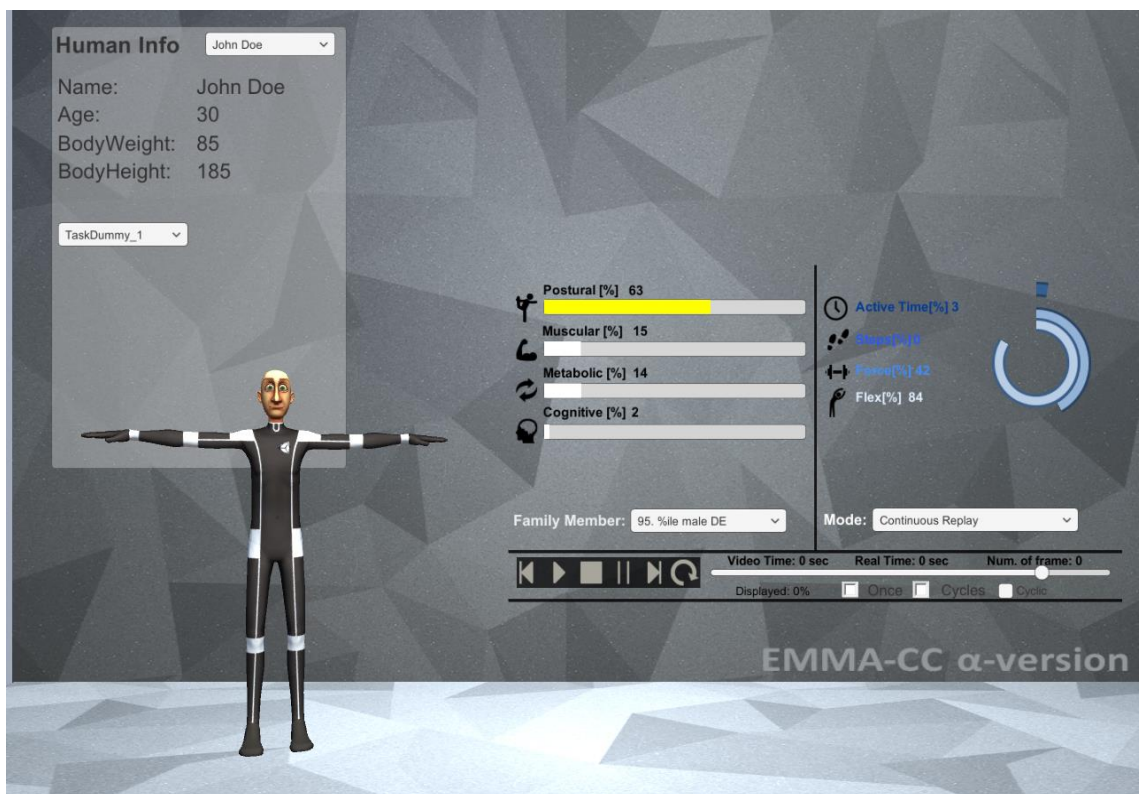 Human Info John Doe
Name: John Doe
Age: 30
BodyWeight: 85
BodyHeight: 185
TaskDummy_1
Postural [%] 63
Muscular [%] 15
Metabolic [%] 14
Cognitive [%] 2
Active Time[%] 3
Steps[%]0
Force[%] 42
Flex[%] 84
Family Member: 95. %ile male DE
Mode: Continuous Replay
Video Time: 0 sec Real Time: 0 sec Num. of frame: 0
Displayed: 0% Once Cycles Cyclic
EMMA-CC α-version